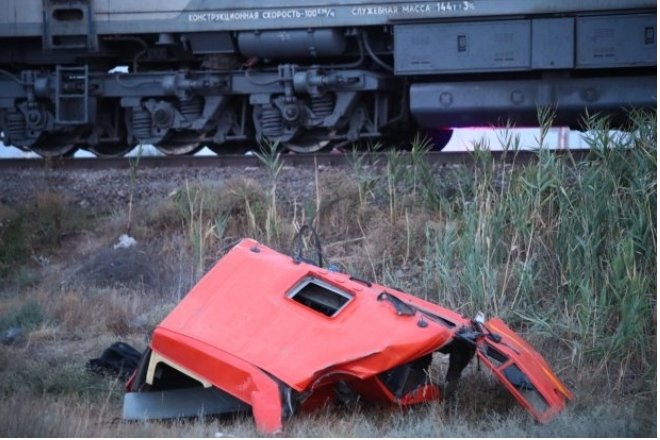 КОНСТРУКЦИОННАЯ СКОРОСТЬ-100 КМ/Ч СЛУЖЕБНАЯ МАССА 144т±3%